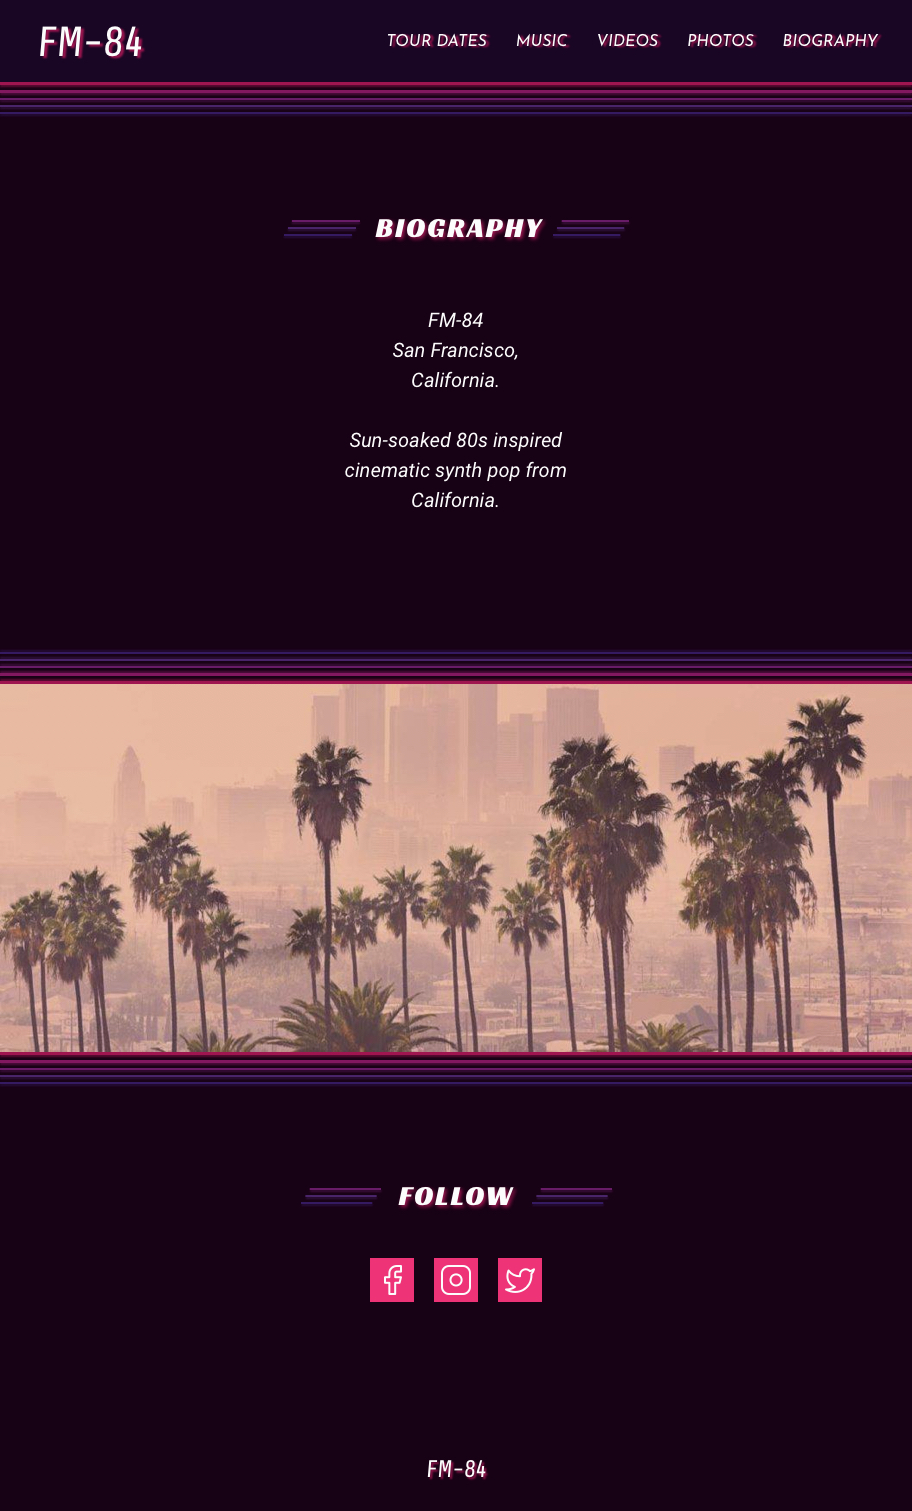 FM-84
TOUR DATES MUSIC VIDEOS PHOTOS BIOGRAPHY
BIOGRAPHY
FM-84
San Francisco,
California.
Sun-soaked 80s inspired
cinematic synth pop from
California.
FOLLOW
FM-84